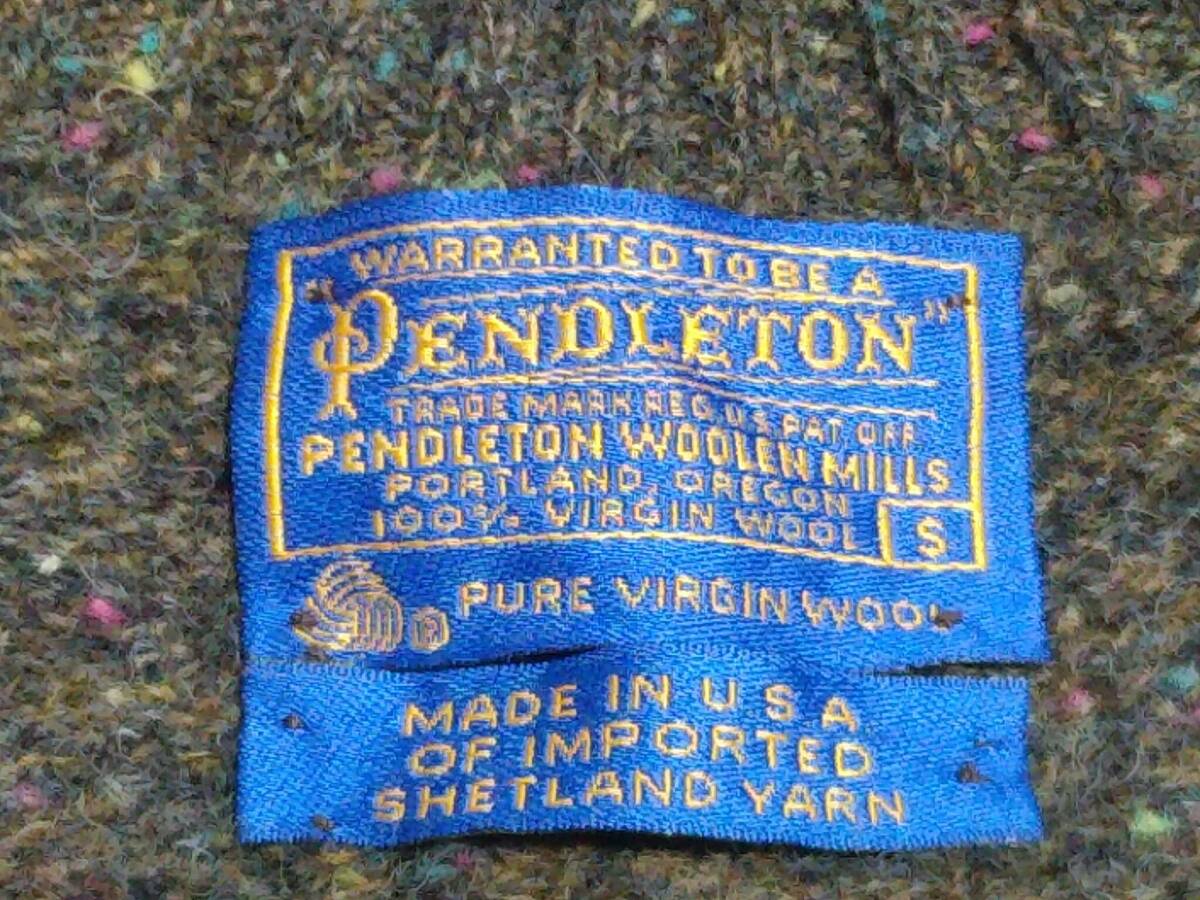 WARRANTED TO BE A
"PENDLETON"
TRADE MARK REG. U.S. PAT. OFF.
PENDLETON WOOLEN MILLS
PORTLAND, OREGON
100% VIRGIN WOOL
S
PURE VIRGIN WOOL
MADE IN U S A
OF IMPORTED
SHETLAND YARN